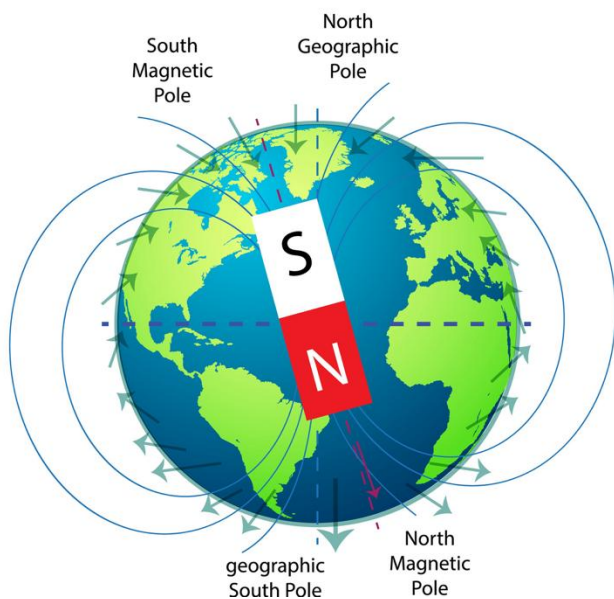 South
Magnetic
Pole
North
Geographic
Pole
S
N
geographic
South Pole
North
Magnetic
Pole